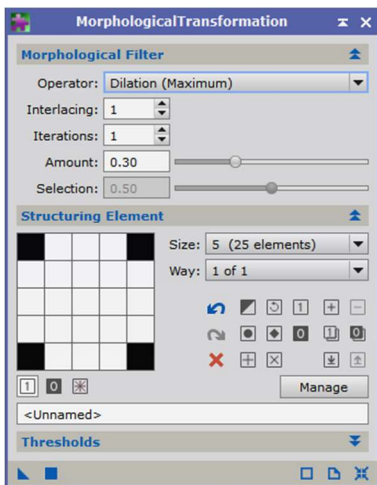 MorphologicalTransformation
Morphological Filter
Operator: Dilation (Maximum)
Interlacing: 1
Iterations: 1
Amount: 0.30
Selection: 0.50
Structuring Element
Size: 5 (25 elements)
Way: 1 of 1
1
0 1 0
1 0
Manage
<Unnamed>
Thresholds